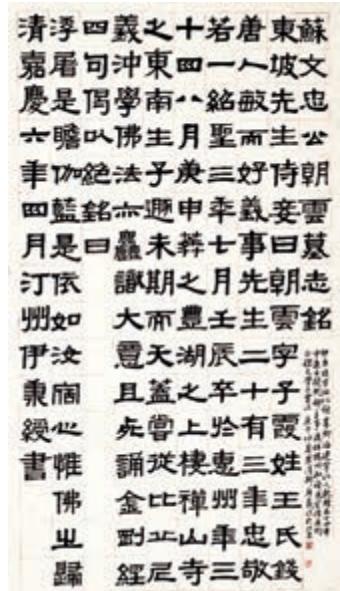 蘇文忠公朝雲墓志銘
東坡先生侍妾曰朝雲字子霞姓王氏錢
唐人敏而好義事先生二十有三年忠敬
若一紹聖三年七月壬辰卒於惠州年三
十四八月庚申葬之豐湖之上棲禪山寺
之東南生子遯未期而夭蓋嘗從比丘尼
義沖學佛法亦麤識大意且死誦金剛經
四句偈以絕銘曰
浮屠是瞻伽藍是依如汝宿心惟佛之歸
清嘉慶六年四月汀州伊秉綬書